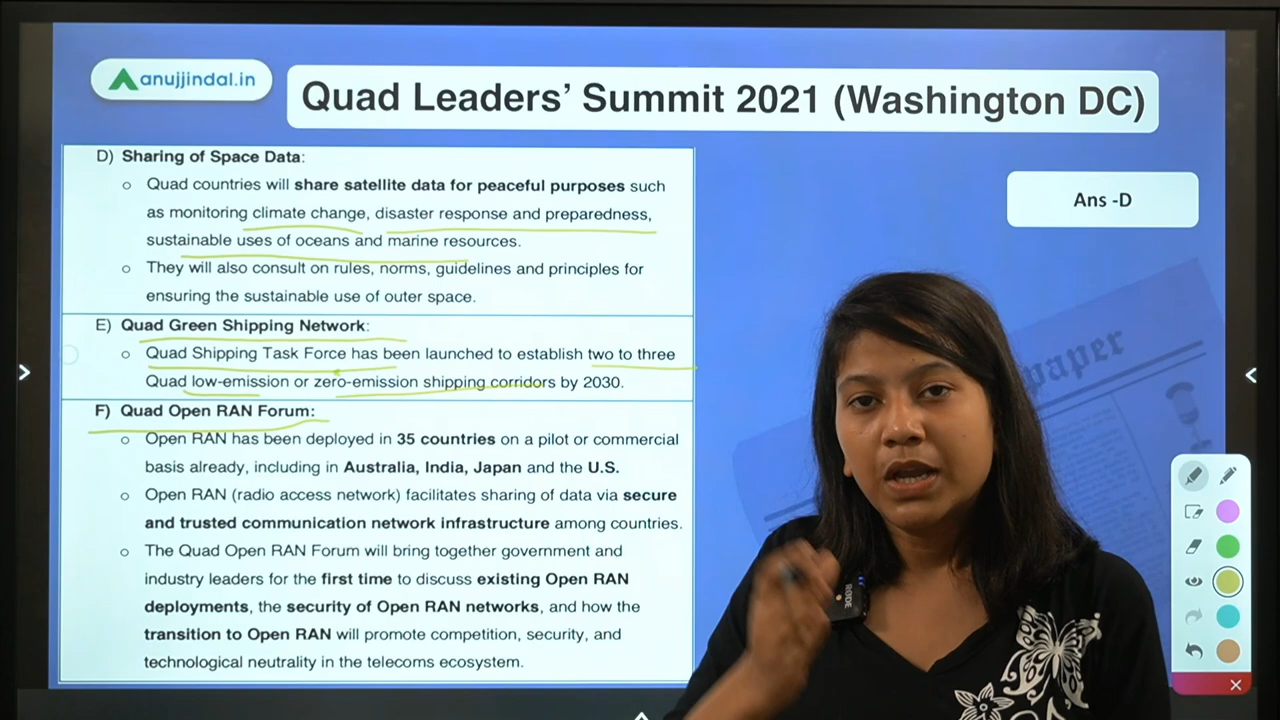 anujjindal.in
Quad Leaders’ Summit 2021 (Washington DC)
D) Sharing of Space Data:
o Quad countries will share satellite data for peaceful purposes such
as monitoring climate change, disaster response and preparedness,
sustainable uses of oceans and marine resources.
o They will also consult on rules, norms, guidelines and principles for
ensuring the sustainable use of outer space.
E) Quad Green Shipping Network:
o Quad Shipping Task Force has been launched to establish two to three
Quad low-emission or zero-emission shipping corridors by 2030.
F) Quad Open RAN Forum:
o Open RAN has been deployed in 35 countries on a pilot or commercial
basis already, including in Australia, India, Japan and the U.S.
o Open RAN (radio access network) facilitates sharing of data via secure
and trusted communication network infrastructure among countries.
o The Quad Open RAN Forum will bring together government and
industry leaders for the first time to discuss existing Open RAN
deployments, the security of Open RAN networks, and how the
transition to Open RAN will promote competition, security, and
technological neutrality in the telecoms ecosystem.
Ans -D
paper
RØDE